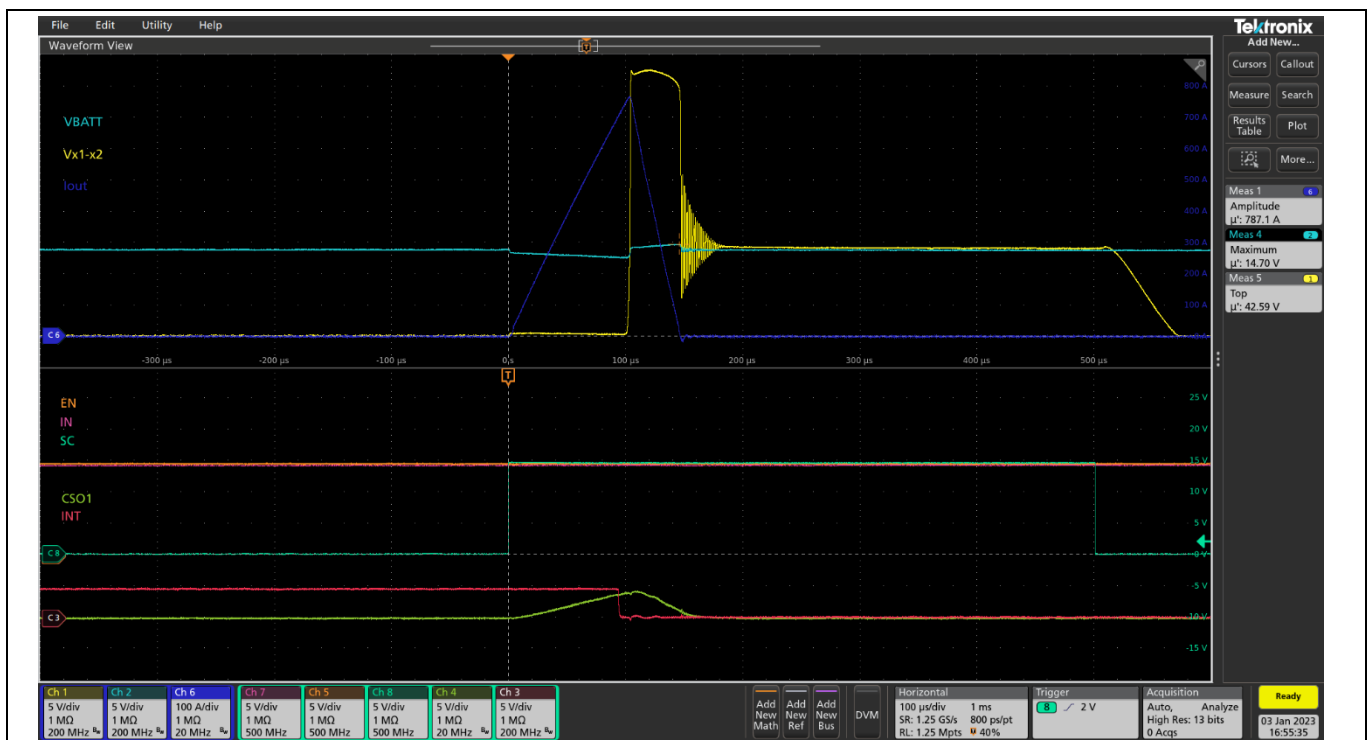 File Edit Utility Help
Tektronix
Waveform View
Add New...
Cursors Callout
Measure Search
Results Table Plot
More...
Meas 1 6
Amplitude
µ': 787.1 A
Meas 4 2
Maximum
µ': 14.70 V
Meas 5 1
Top
µ': 42.59 V
T
VBATT
Vx1-x2
Iout
800 A
700 A
600 A
500 A
400 A
300 A
200 A
100 A
C6
-300 µs -200 µs -100 µs 0 s 100 µs 200 µs 300 µs 400 µs 500 µs
T
EN
IN
SC
CSO1
INT
25 V
20 V
15 V
10 V
5 V
0 V
-5 V
-10 V
-15 V
C8
C3
Ch 1
5 V/div
1 MΩ
200 MHz Bw
Ch 2
5 V/div
1 MΩ
200 MHz Bw
Ch 6
100 A/div
1 MΩ
20 MHz Bw
Ch 7
5 V/div
1 MΩ
500 MHz
Ch 5
5 V/div
1 MΩ
500 MHz
Ch 8
5 V/div
1 MΩ
500 MHz
Ch 4
5 V/div
1 MΩ
20 MHz Bw
Ch 3
5 V/div
1 MΩ
200 MHz Bw
Add New Math
Add New Ref
Add New Bus
DVM
Horizontal
100 µs/div 1 ms
SR: 1.25 GS/s 800 ps/pt
RL: 1.25 Mpts 40%
Trigger
8 2 V
Acquisition
Auto, Analyze
High Res: 13 bits
0 Acqs
Ready
03 Jan 2023
16:55:35